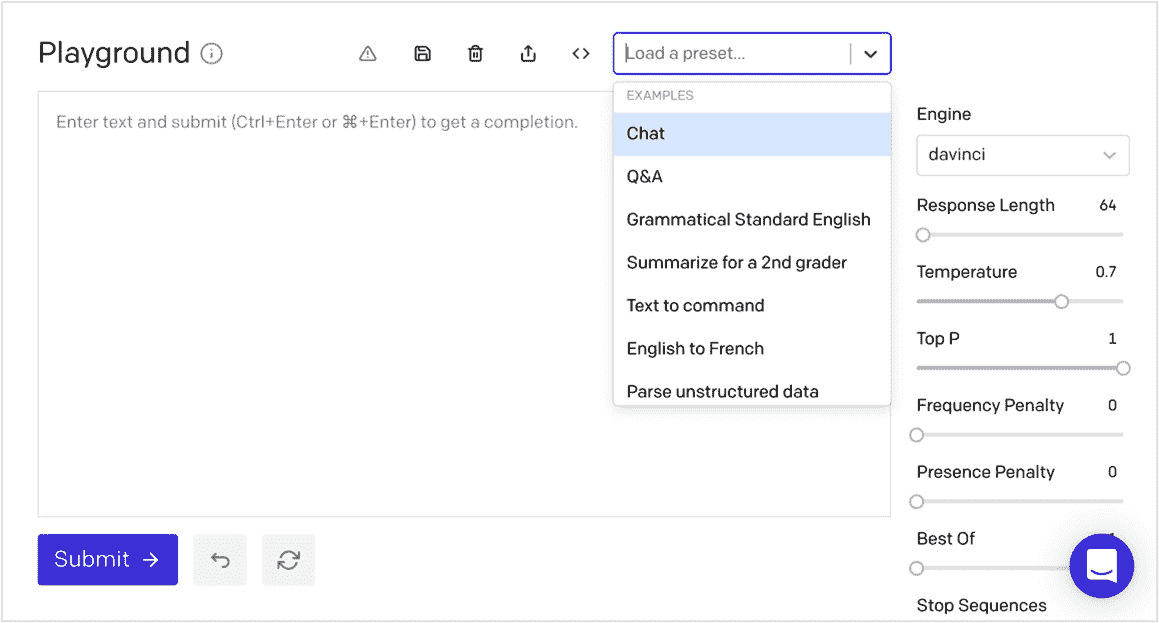 Playground
Load a preset...
Enter text and submit (Ctrl+Enter or ⌘+Enter) to get a completion.
EXAMPLES
Chat
Q&A
Grammatical Standard English
Summarize for a 2nd grader
Text to command
English to French
Parse unstructured data
Engine
davinci
Response Length 64
Temperature 0.7
Top P 1
Frequency Penalty 0
Presence Penalty 0
Best Of
Stop Sequences
Submit